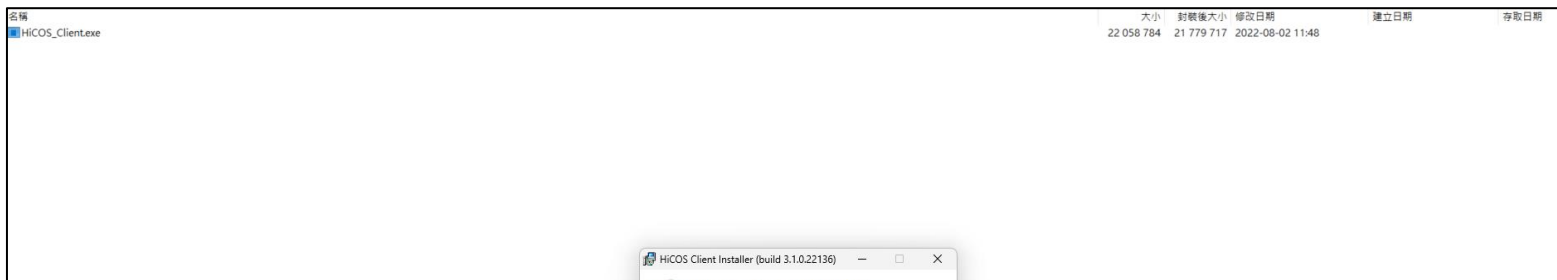 名稱 大小 封裝後大小 修改日期 建立日期 存取日期
HiCOS_Client.exe 22 058 784 21 779 717 2022-08-02 11:48
HiCOS Client Installer (build 3.1.0.22136)